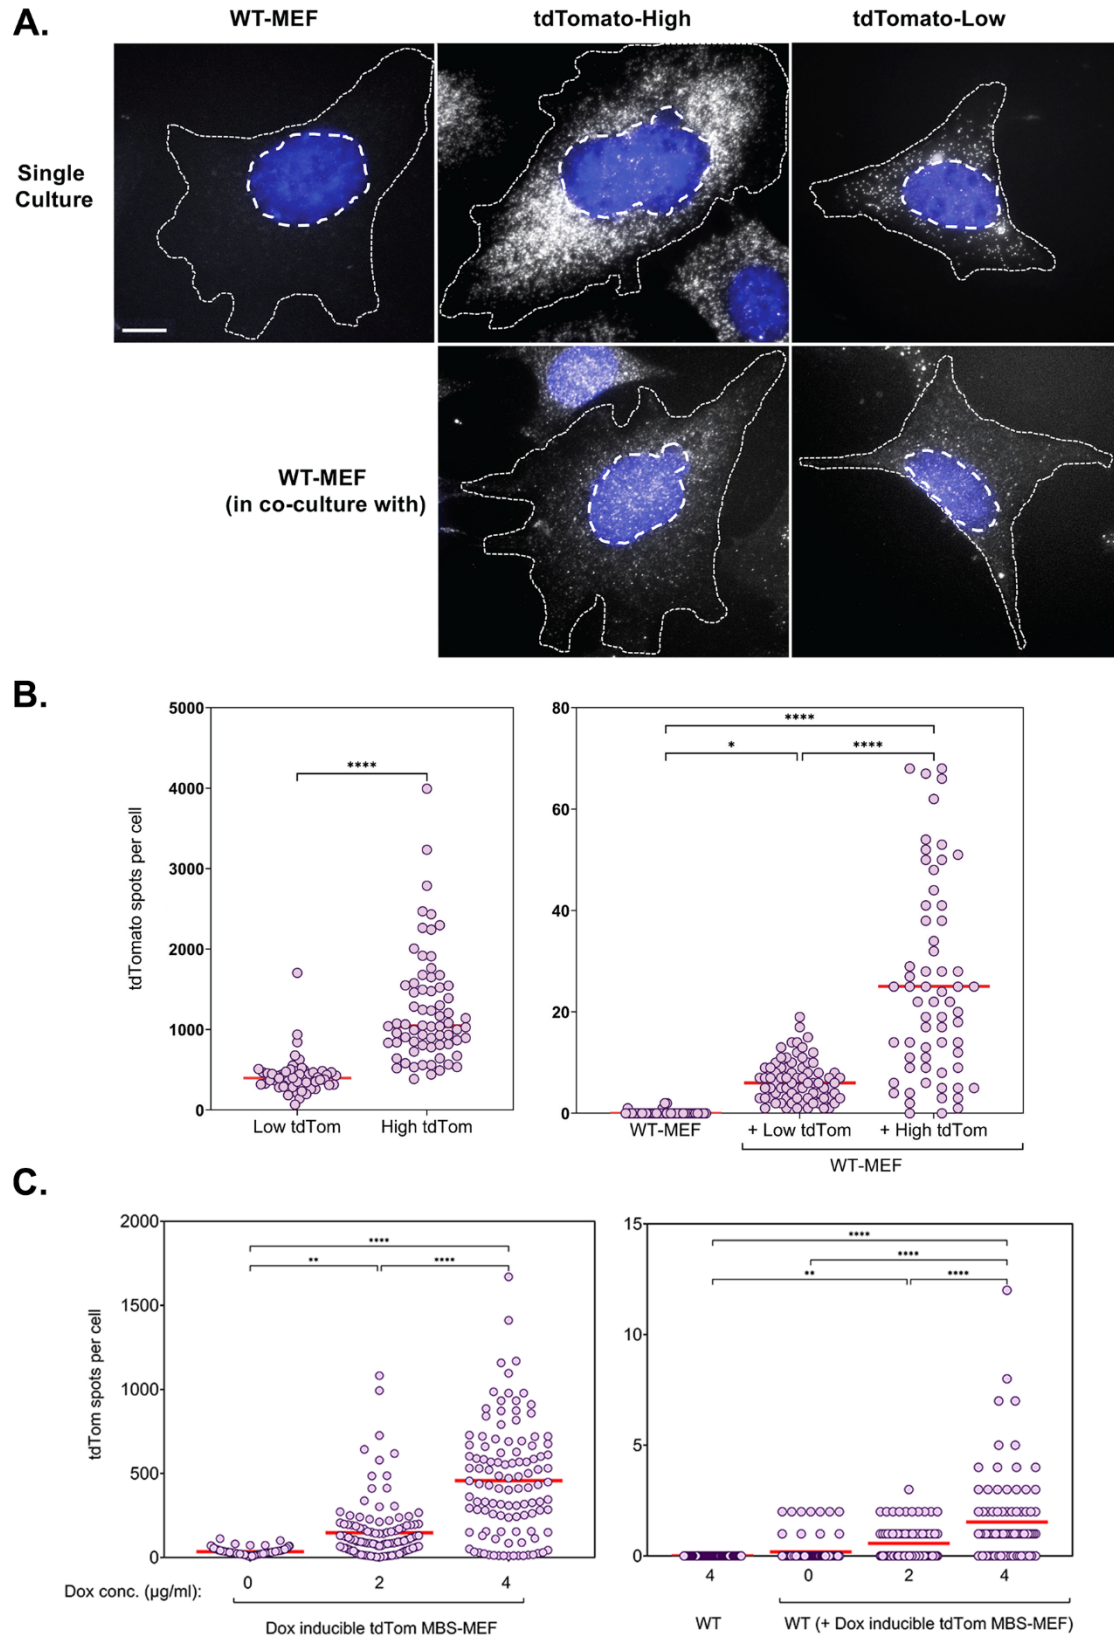 A.
WT-MEF
tdTomato-High
tdTomato-Low
Single
Culture
WT-MEF
(in co-culture with)
B.
tdTomato spots per cell
5000
4000
3000
2000
1000
0
****
Low tdTom
High tdTom
80
60
40
20
0
****
*
****
WT-MEF
+ Low tdTom
+ High tdTom
WT-MEF
C.
tdTom spots per cell
2000
1500
1000
500
0
****
**
****
Dox conc. (µg/ml):
0
2
4
Dox inducible tdTom MBS-MEF
15
10
5
0
****
****
**
****
4
0
2
4
WT
WT (+ Dox inducible tdTom MBS-MEF)